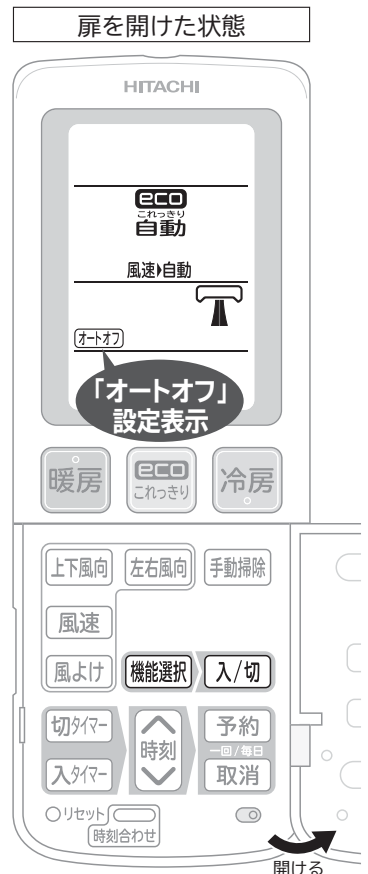 扉を開けた状態
HITACHI
eco
これっきり
自動
風速▶自動
オートオフ
「オートオフ」
設定表示
暖房
eco
これっきり
冷房
上下風向
左右風向
手動掃除
風速
風よけ
機能選択
入/切
切タイマー
時刻
予約
一回/毎日
入タイマー
取消
リセット
時刻合わせ
開ける